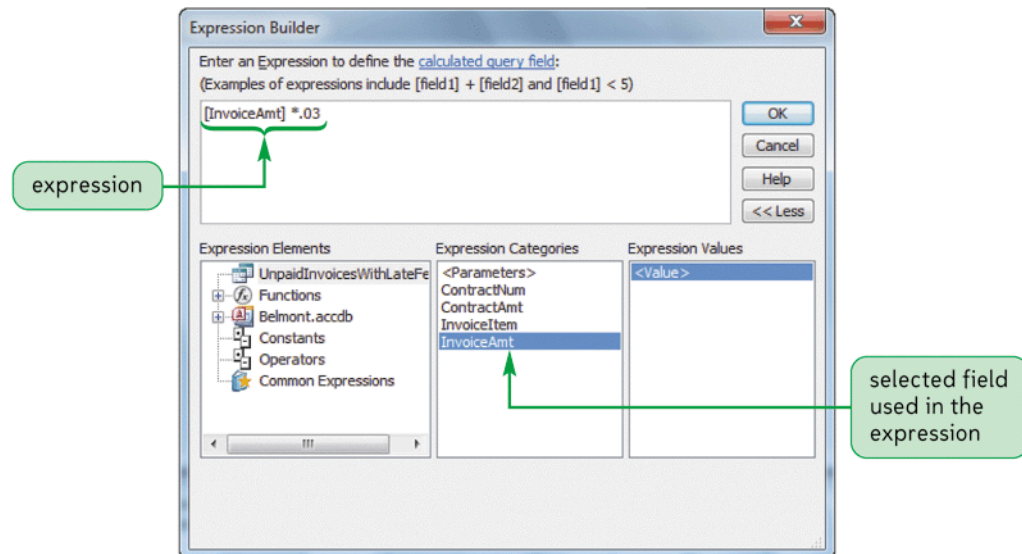 Expression Builder
Enter an Expression to define the calculated query field:
(Examples of expressions include [field1] + [field2] and [field1] < 5)
[InvoiceAmt] *.03
OK
Cancel
Help
<< Less
expression
Expression Elements
UnpaidInvoicesWithLateFe
Functions
Belmont.accdb
Constants
Operators
Common Expressions
Expression Categories
<Parameters>
ContractNum
ContractAmt
InvoiceItem
InvoiceAmt
Expression Values
<Value>
selected field
used in the
expression